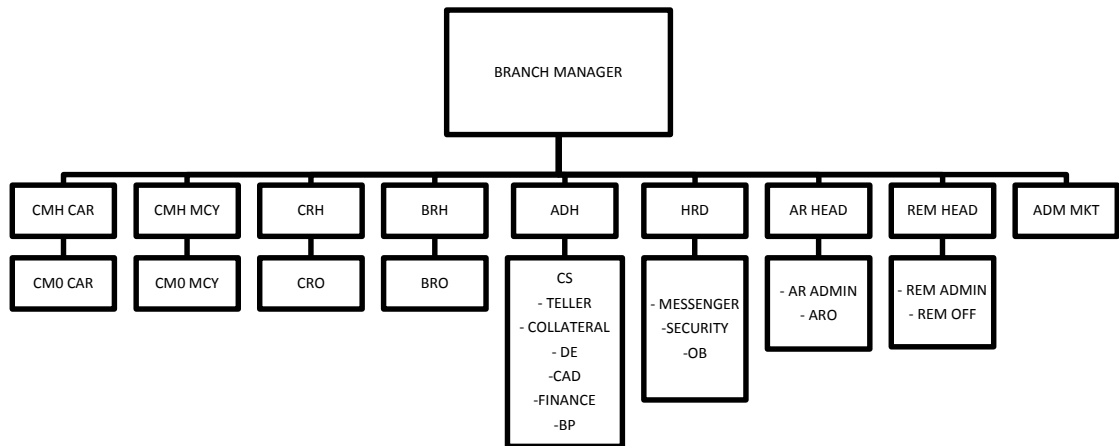 BRANCH MANAGER
CMH CAR
CMH MCY
CRH
BRH
ADH
HRD
AR HEAD
REM HEAD
ADM MKT
CM0 CAR
CM0 MCY
CRO
BRO
CS
- TELLER
- COLLATERAL
- DE
-CAD
-FINANCE
-BP
- MESSENGER
-SECURITY
-OB
- AR ADMIN
- ARO
- REM ADMIN
- REM OFF